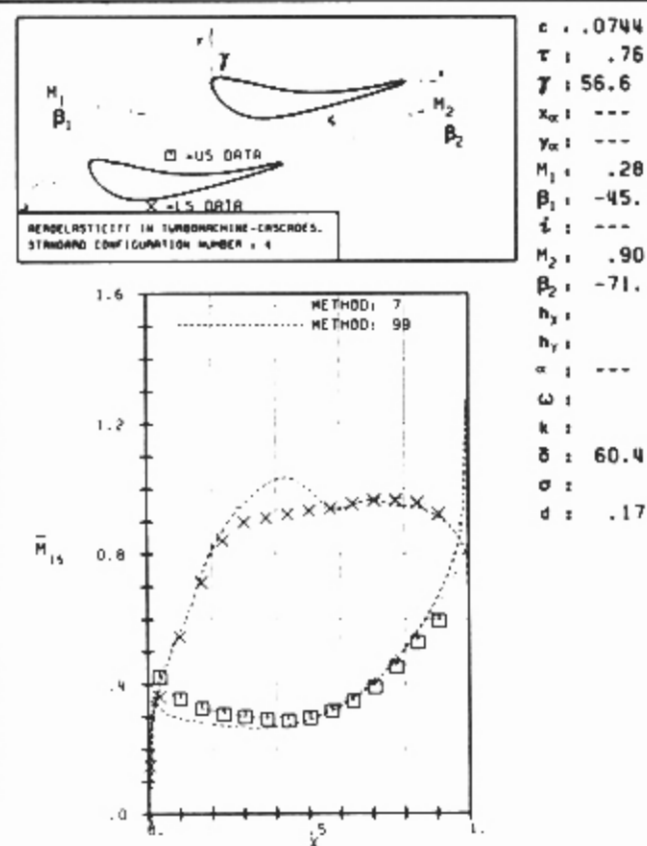 γ
M₁
β₁
M₂
β₂
□ =US DATA
× =LS DATA
AEROELASTICITY IN TURBOMACHINE-CASCADES.
STANDARD CONFIGURATION NUMBER : 4
c : .0744
τ : .76
γ : 56.6
xα : ---
yα : ---
M₁ : .28
β₁ : -45.
i : ---
M₂ : .90
β₂ : -71.
hₓ :
hᵧ :
α : ---
ω :
k :
δ : 60.4
σ :
d : .17
METHOD: 7
METHOD: 99
1.6
1.2
M̅ᵢₛ 0.8
.4
.0
0. .5 1.
X